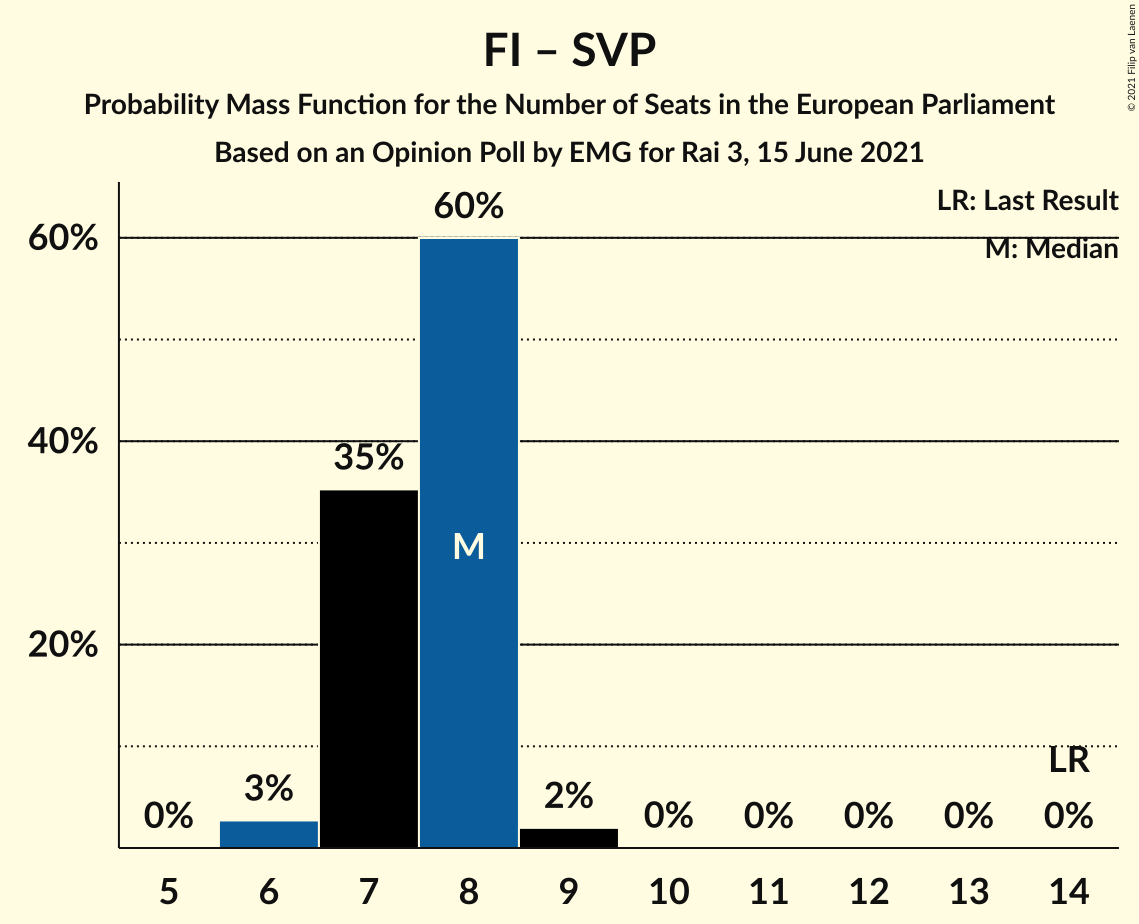 FI – SVP
Probability Mass Function for the Number of Seats in the European Parliament
Based on an Opinion Poll by EMG for Rai 3, 15 June 2021
© 2021 Filip van Laenen
LR: Last Result
M: Median
60%
40%
20%
0%
3%
35%
60%
M
2%
0%
0%
0%
0%
LR
0%
5 6 7 8 9 10 11 12 13 14